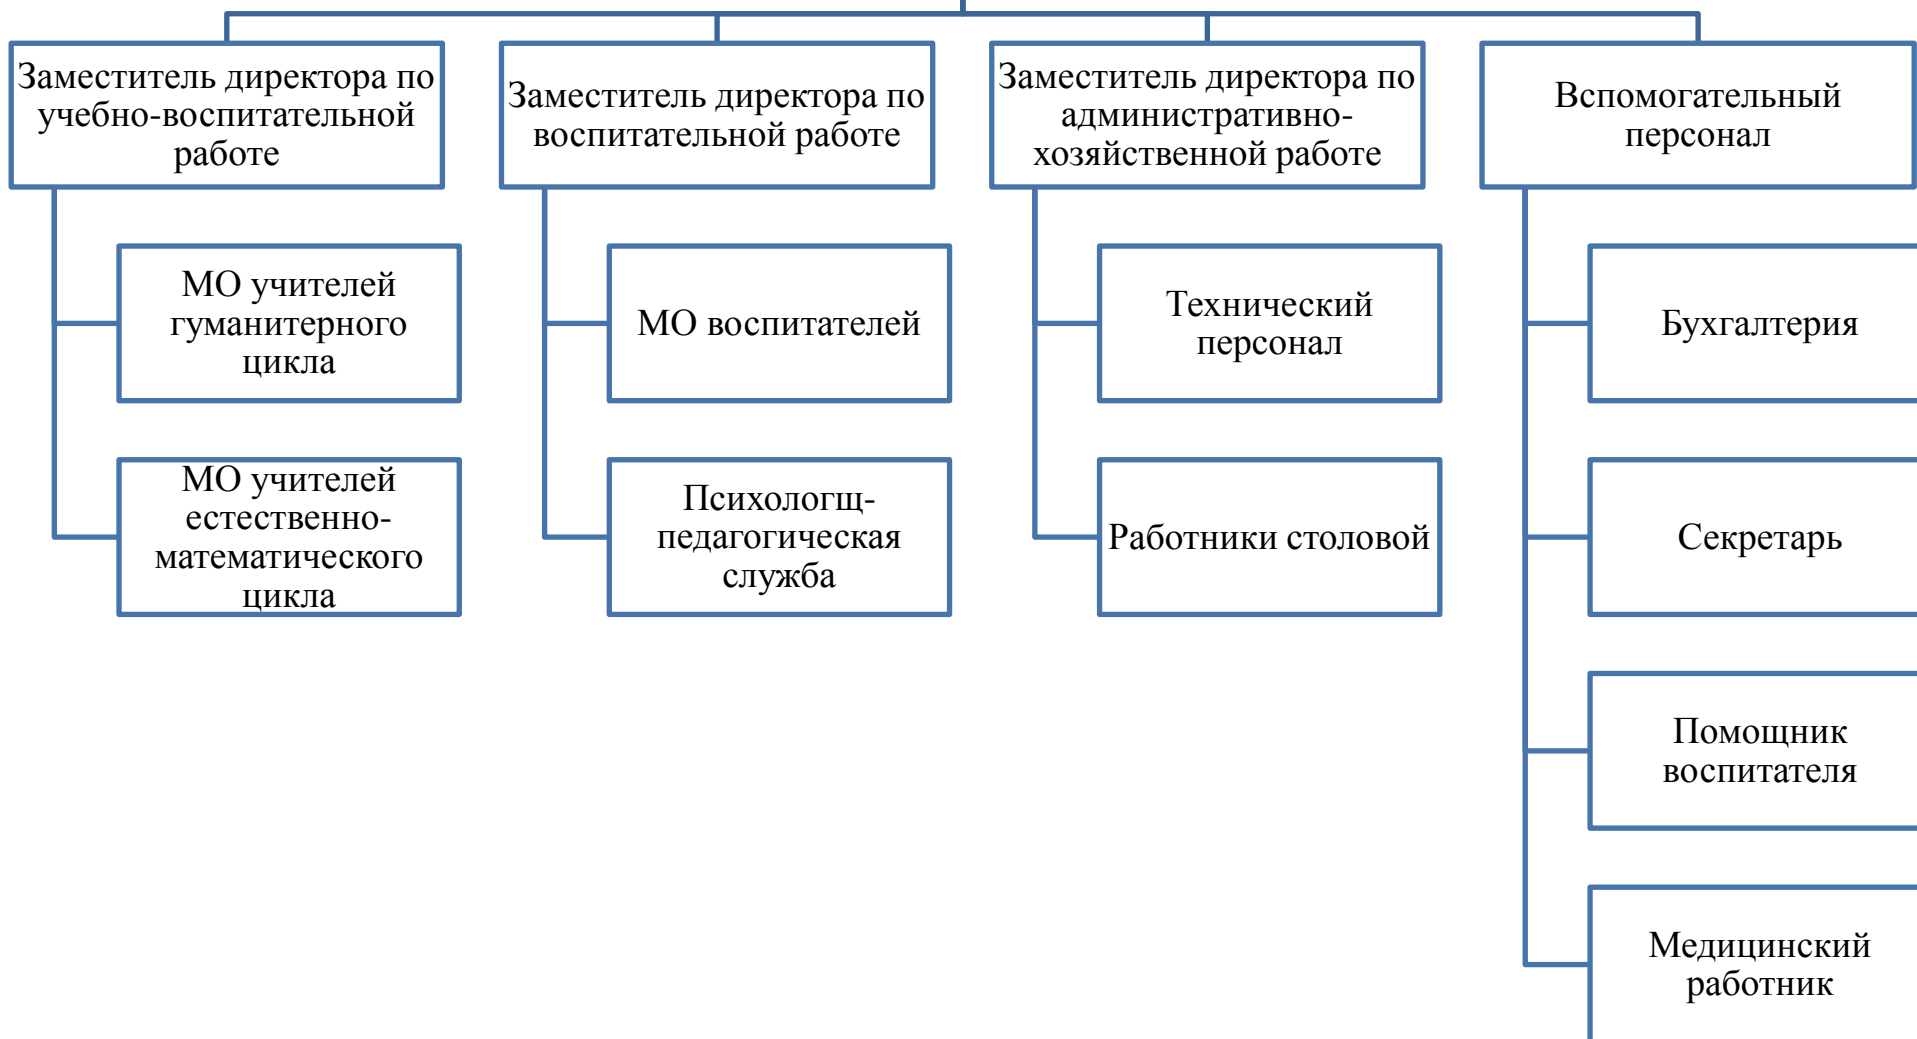 Заместитель директора по
учебно-воспитательной
работе
Заместитель директора по
воспитательной работе
Заместитель директора по
административно-
хозяйственной работе
Вспомогательный
персонал
МО учителей
гуманитерного
цикла
МО воспитателей
Технический
персонал
Бухгалтерия
МО учителей
естественно-
математического
цикла
Психологщ-
педагогическая
служба
Работники столовой
Секретарь
Помощник
воспитателя
Медицинский
работник